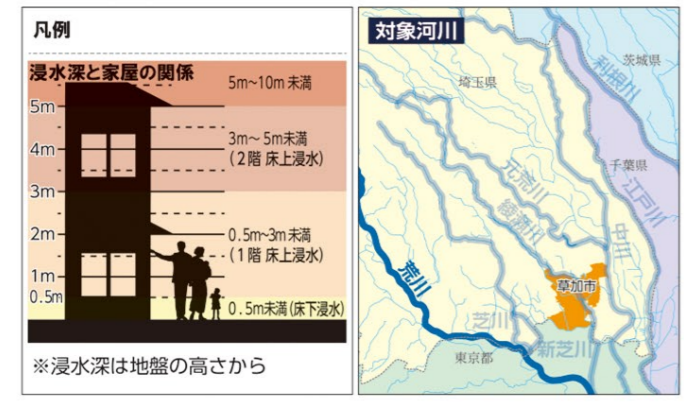 凡例
浸水深と家屋の関係
5m～10m 未満
5m
3m～ 5m未満
4m
(2階 床上浸水)
3m
0.5m~3m 未満
2m
(1階 床上浸水)
1m
0.5m
0.5m未満(床下浸水)
※浸水深は地盤の高さから
対象河川
茨城県
利根川
埼玉県
千葉県
元荒川
江戸川
綾瀬川
中川
荒川
草加市
芝川
新芝川
東京都